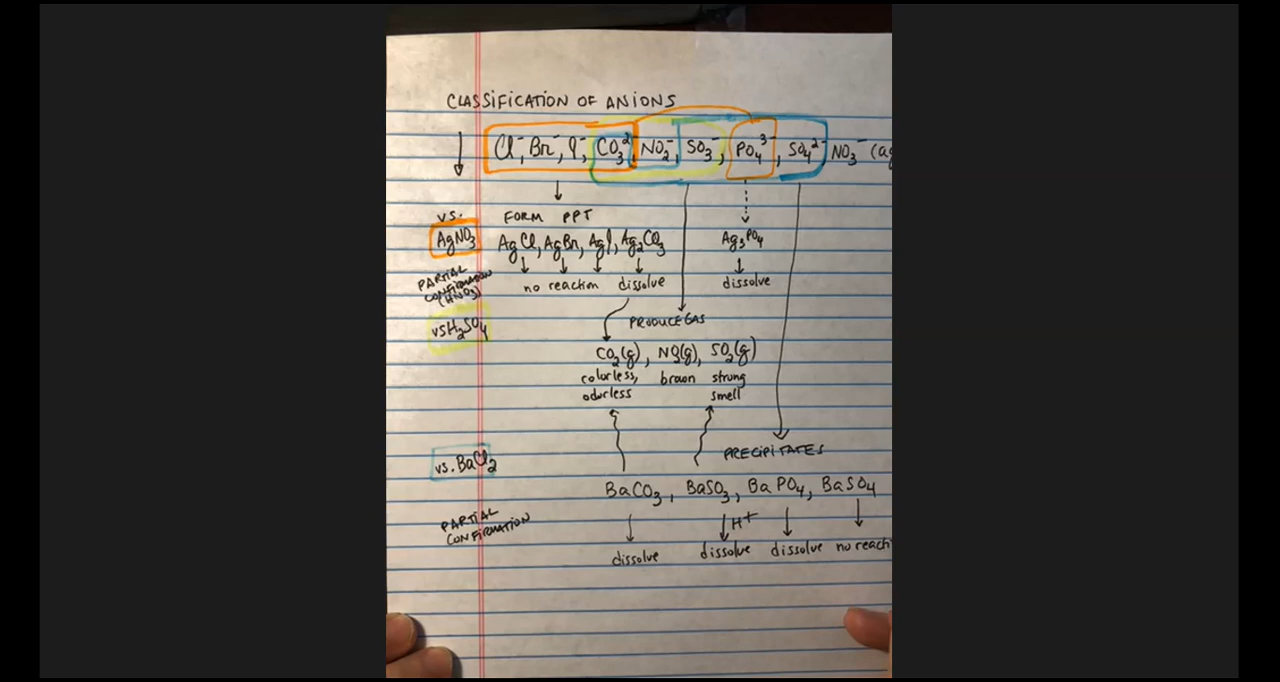 CLASSIFICATION OF ANIONS
Cl⁻, Br⁻, I⁻, CO₃²⁻, NO₂⁻, SO₃⁻, PO₄³⁻, SO₄²⁻, NO₃⁻ (aq
vs. FORM PPT
AgNO₃ AgCl, AgBr, AgI, Ag₂CO₃ Ag₃PO₄
PARTIAL CONFIRMATION (HNO₃) no reaction dissolve dissolve
vs H₂SO₄ PRODUCE GAS
CO₂(g), NO₂(g), SO₂(g)
colorless, brown strong
odorless smell
PRECIPITATES
vs. BaCl₂
BaCO₃, BaSO₃, BaPO₄, BaSO₄
PARTIAL CONFIRMATION H⁺
dissolve dissolve dissolve no reacti